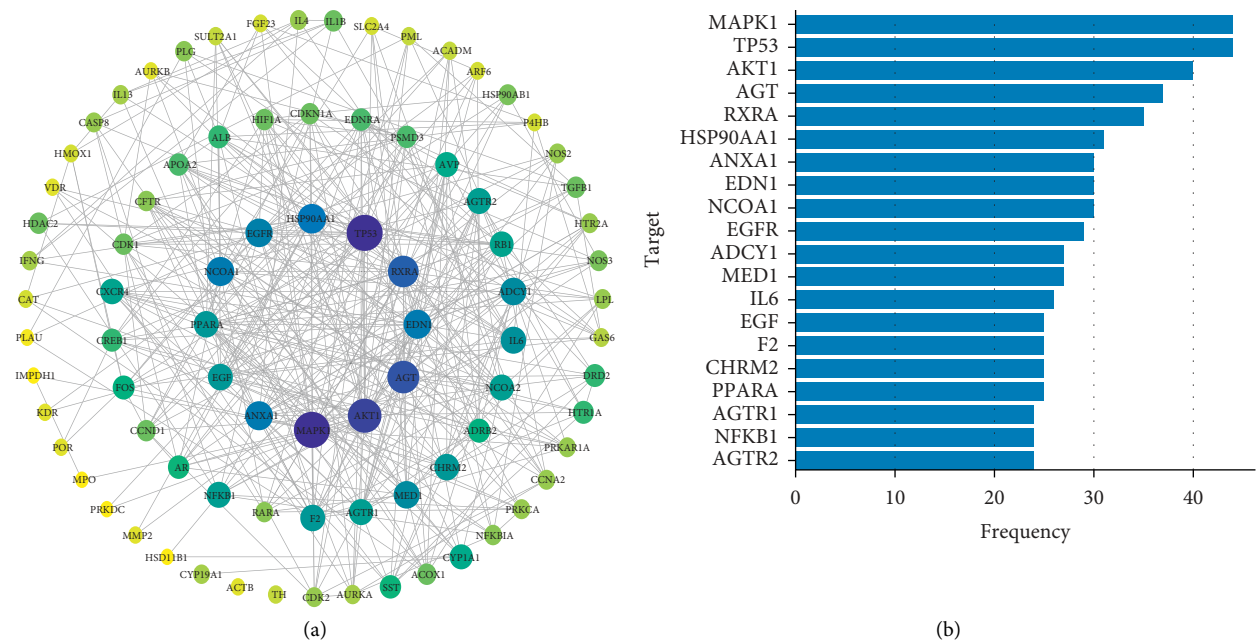 (a)
FGF23
IL4
IL1B
SLC2A4
SULT2A1
PML
PLG
ACADM
AURKB
ARF6
IL13
HSP90AB1
CASP8
P4HB
HIF1A
CDKN1A
EDNRA
ALB
PSMD3
HMOX1
NOS2
APOA2
AVP
VDR
TGFB1
CFTR
AGTR2
HDAC2
HTR2A
HSP90AA1
TP53
EGFR
CDK1
RB1
IFNG
NOS3
NCOA1
RXRA
CAT
CXCR4
ADCY1
LPL
PPARA
EDN1
PLAU
CREB1
IL6
GAS6
IMPDH1
EGF
AGT
FOS
NCOA2
DRD2
KDR
ANXA1
AKT1
HTR1A
MAPK1
CCND1
ADRB2
POR
PRKAR1A
AR
CHRM2
MPO
CCNA2
NFKB1
MED1
PRKDC
RARA
F2
AGTR1
PRKCA
MMP2
NFKBIA
HSD11B1
CYP1A1
CYP19A1
ACOX1
ACTB
SST
TH
CDK2
AURKA
(b)
Target
MAPK1
TP53
AKT1
AGT
RXRA
HSP90AA1
ANXA1
EDN1
NCOA1
EGFR
ADCY1
MED1
IL6
EGF
F2
CHRM2
PPARA
AGTR1
NFKB1
AGTR2
0 10 20 30 40
Frequency